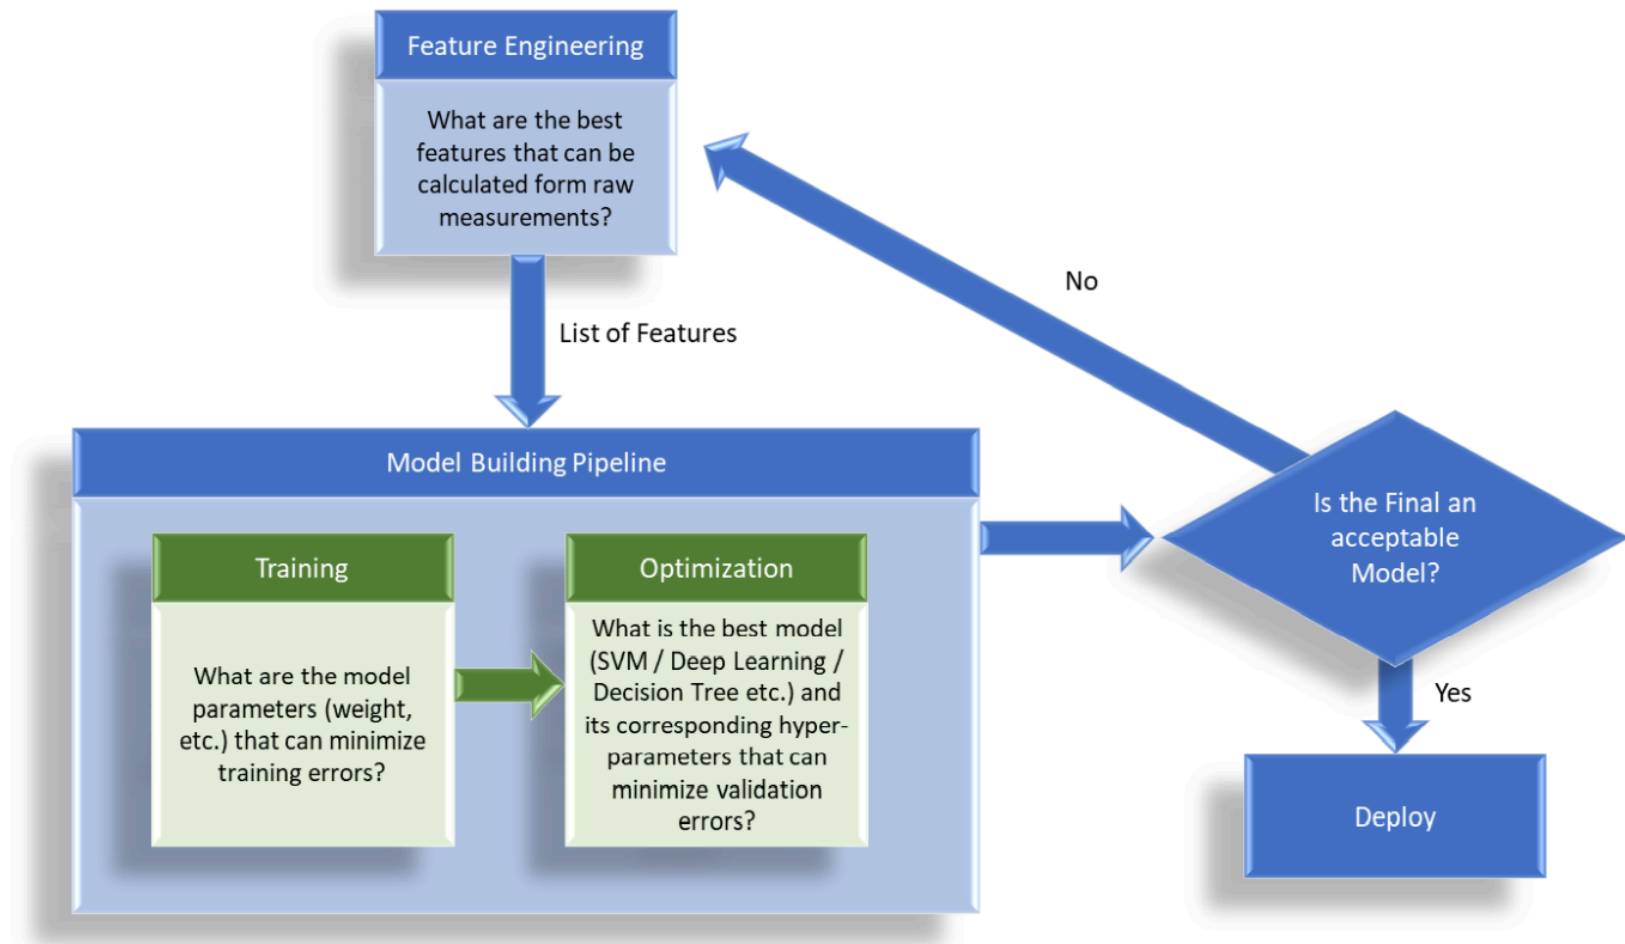 Feature Engineering
What are the best
features that can be
calculated form raw
measurements?
No
List of Features
Model Building Pipeline
Is the Final an
acceptable
Model?
Training
What are the model
parameters (weight,
etc.) that can minimize
training errors?
Optimization
What is the best model
(SVM / Deep Learning /
Decision Tree etc.) and
its corresponding hyper-
parameters that can
minimize validation
errors?
Yes
Deploy